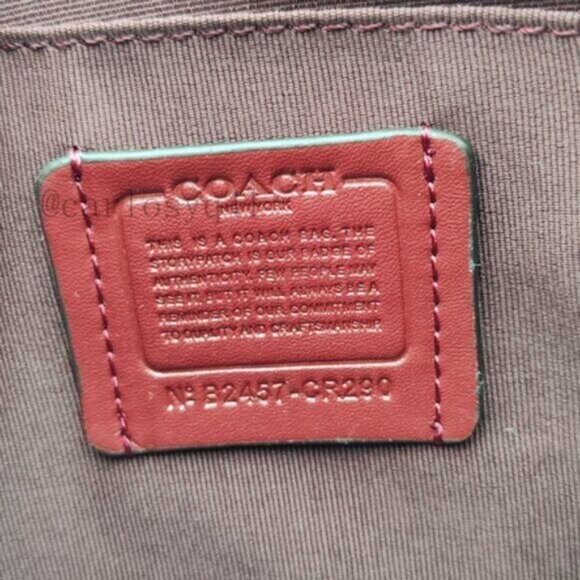 COACH
NEW YORK
THIS IS A COACH BAG. THE
STORYPATCH IS OUR BADGE OF
AUTHENTICITY. FEW PEOPLE MAY
SEE IT, BUT IT WILL ALWAYS BE A
REMINDER OF OUR COMMITMENT
TO QUALITY AND CRAFTSMANSHIP.
Nº B2457-CR290